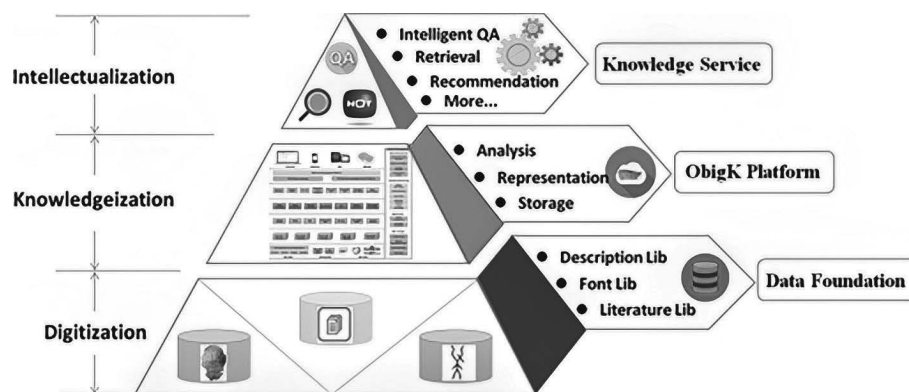 Intellectualization
QA
HOT
Intelligent QA
Retrieval
Recommendation
More...
Knowledge Service
Knowledgeization
Analysis
Representation
Storage
ObigK Platform
Digitization
Description Lib
Font Lib
Literature Lib
Data Foundation